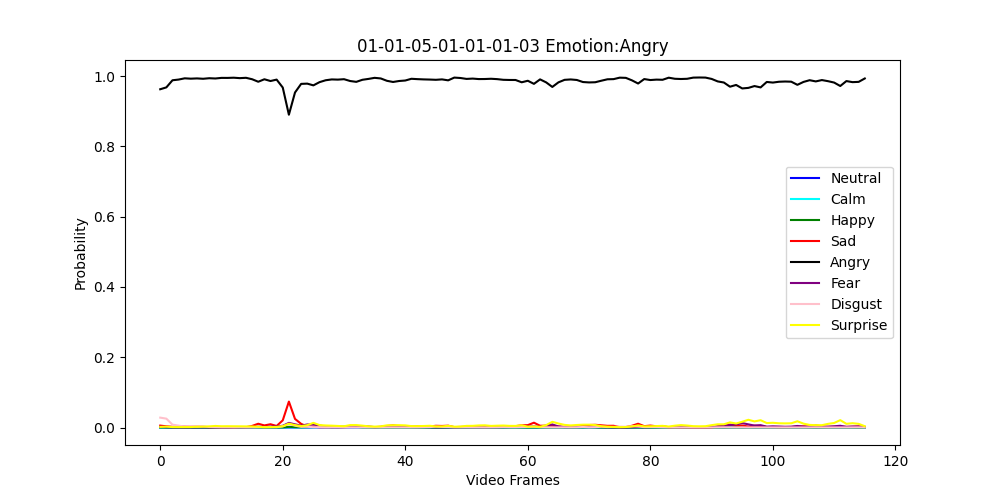 01-01-05-01-01-01-03 Emotion:Angry
1.0
0.8
0.6
0.4
0.2
0.0
Probability
Neutral
Calm
Happy
Sad
Angry
Fear
Disgust
Surprise
0 20 40 60 80 100 120
Video Frames